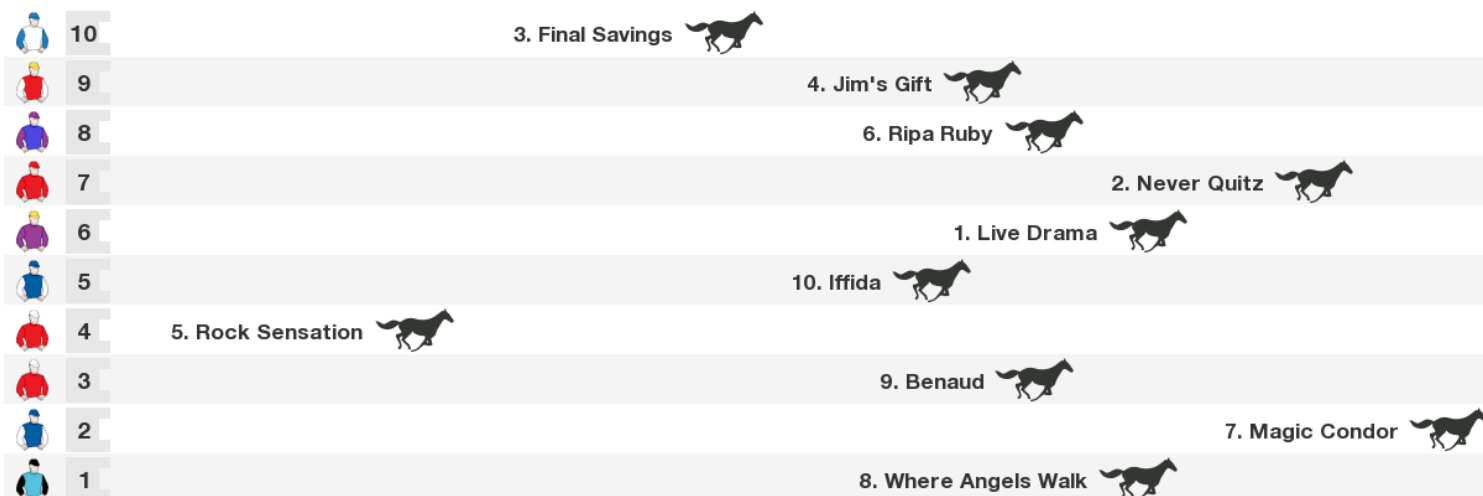 10 3. Final Savings
9 4. Jim's Gift
8 6. Ripa Ruby
7 2. Never Quitz
6 1. Live Drama
5 10. Iffida
4 5. Rock Sensation
3 9. Benaud
2 7. Magic Condor
1 8. Where Angels Walk